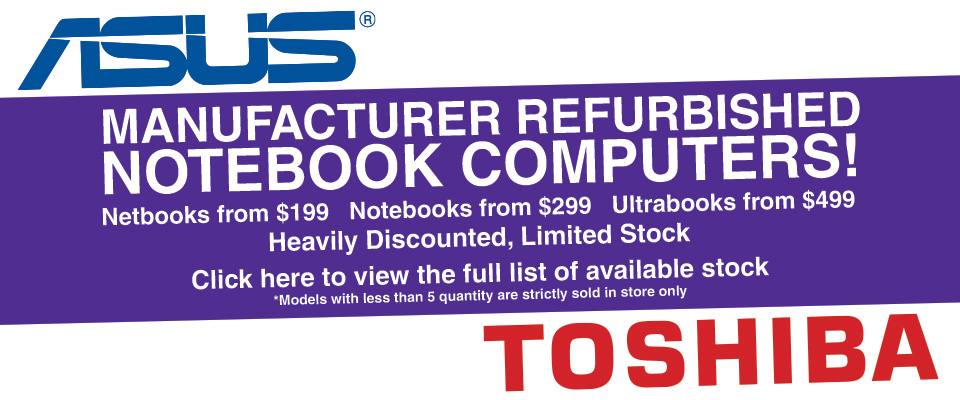 ASUS®
MANUFACTURER REFURBISHED
NOTEBOOK COMPUTERS!
Netbooks from $199 Notebooks from $299 Ultrabooks from $499
Heavily Discounted, Limited Stock
Click here to view the full list of available stock
*Models with less than 5 quantity are strictly sold in store only
TOSHIBA